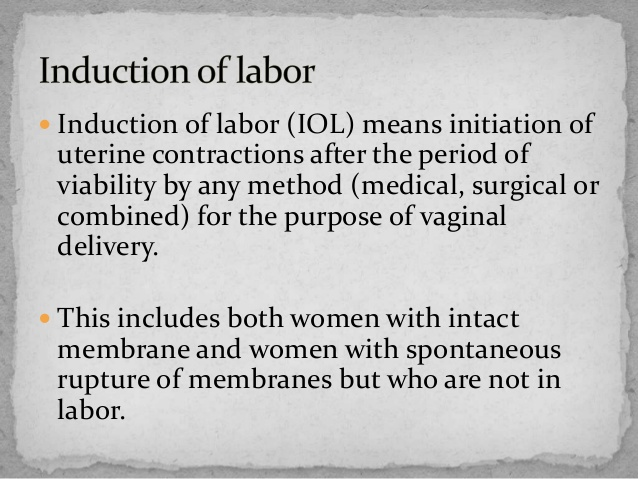 Induction of labor
• Induction of labor (IOL) means initiation of
uterine contractions after the period of
viability by any method (medical, surgical or
combined) for the purpose of vaginal
delivery.
• This includes both women with intact
membrane and women with spontaneous
rupture of membranes but who are not in
labor.